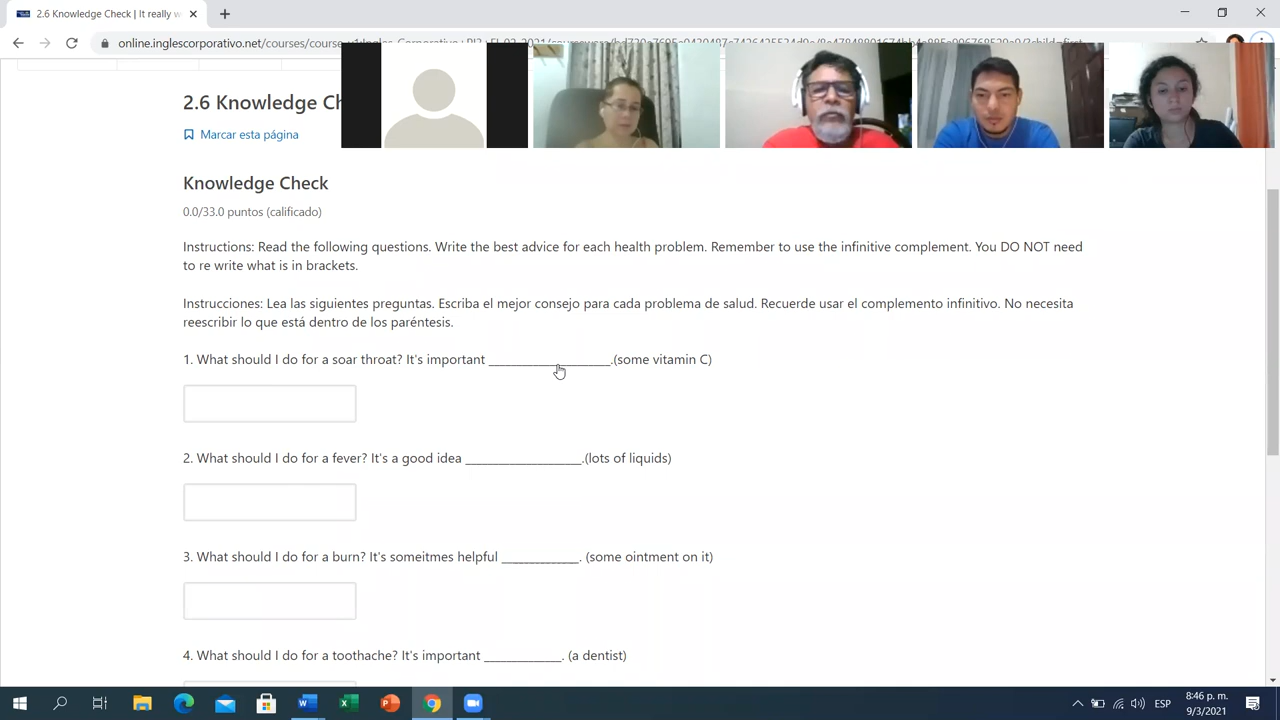 2.6 Knowledge Check | It really w
online.inglescorporativo.net/courses/course
2.6 Knowledge Ch
Marcar esta página
Knowledge Check
0.0/33.0 puntos (calificado)
Instructions: Read the following questions. Write the best advice for each health problem. Remember to use the infinitive complement. You DO NOT need
to re write what is in brackets.
Instrucciones: Lea las siguientes preguntas. Escriba el mejor consejo para cada problema de salud. Recuerde usar el complemento infinitivo. No necesita
reescribir lo que está dentro de los paréntesis.
1. What should I do for a soar throat? It's important ____________________.(some vitamin C)
2. What should I do for a fever? It's a good idea ___________________.(lots of liquids)
3. What should I do for a burn? It's someitmes helpful _____________. (some ointment on it)
4. What should I do for a toothache? It's important _____________. (a dentist)
ESP
8:46 p. m.
9/3/2021